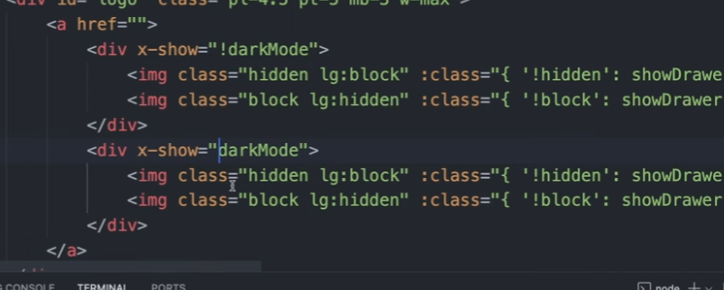 <div id="logo" class="pl-4.5 pt-5 mb-5 w-max">
<a href="">
<div x-show="!darkMode">
<img class="hidden lg:block" :class="{ '!hidden': showDrawe
<img class="block lg:hidden" :class="{ '!block': showDrawer
</div>
<div x-show="darkMode">
<img class="hidden lg:block" :class="{ '!hidden': showDrawe
<img class="block lg:hidden" :class="{ '!block': showDrawer
</div>
</a>
CONSOLE TERMINAL PORTS node